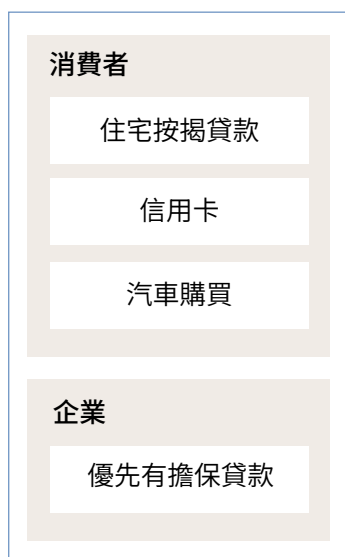 消費者
住宅按揭貸款
信用卡
汽車購買
企業
優先有擔保貸款